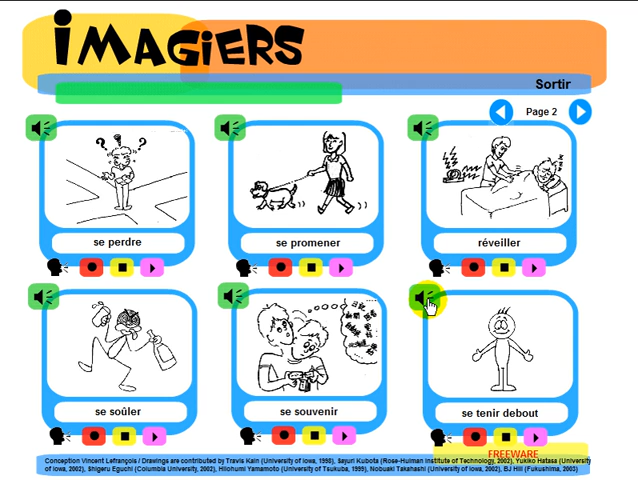 iMAGiERS
Sortir
Page 2
se perdre
se promener
réveiller
se soûler
se souvenir
se tenir debout
FREEWARE
Conception Vincent Lefrançois / Drawings are contributed by Travis Kain (University of Iowa, 1998), Sayuri Kubota (Rose-Hulman Institute of Technology, 2002), Yukiko Hatasa (University
of Iowa, 2002), Shigeru Eguchi (Columbia University, 2002), Hilofumi Yamamoto (University of Tsukuba, 1999), Nobuaki Takahashi (University of Iowa, 2002), BJ Hill (Fukushima, 2003)